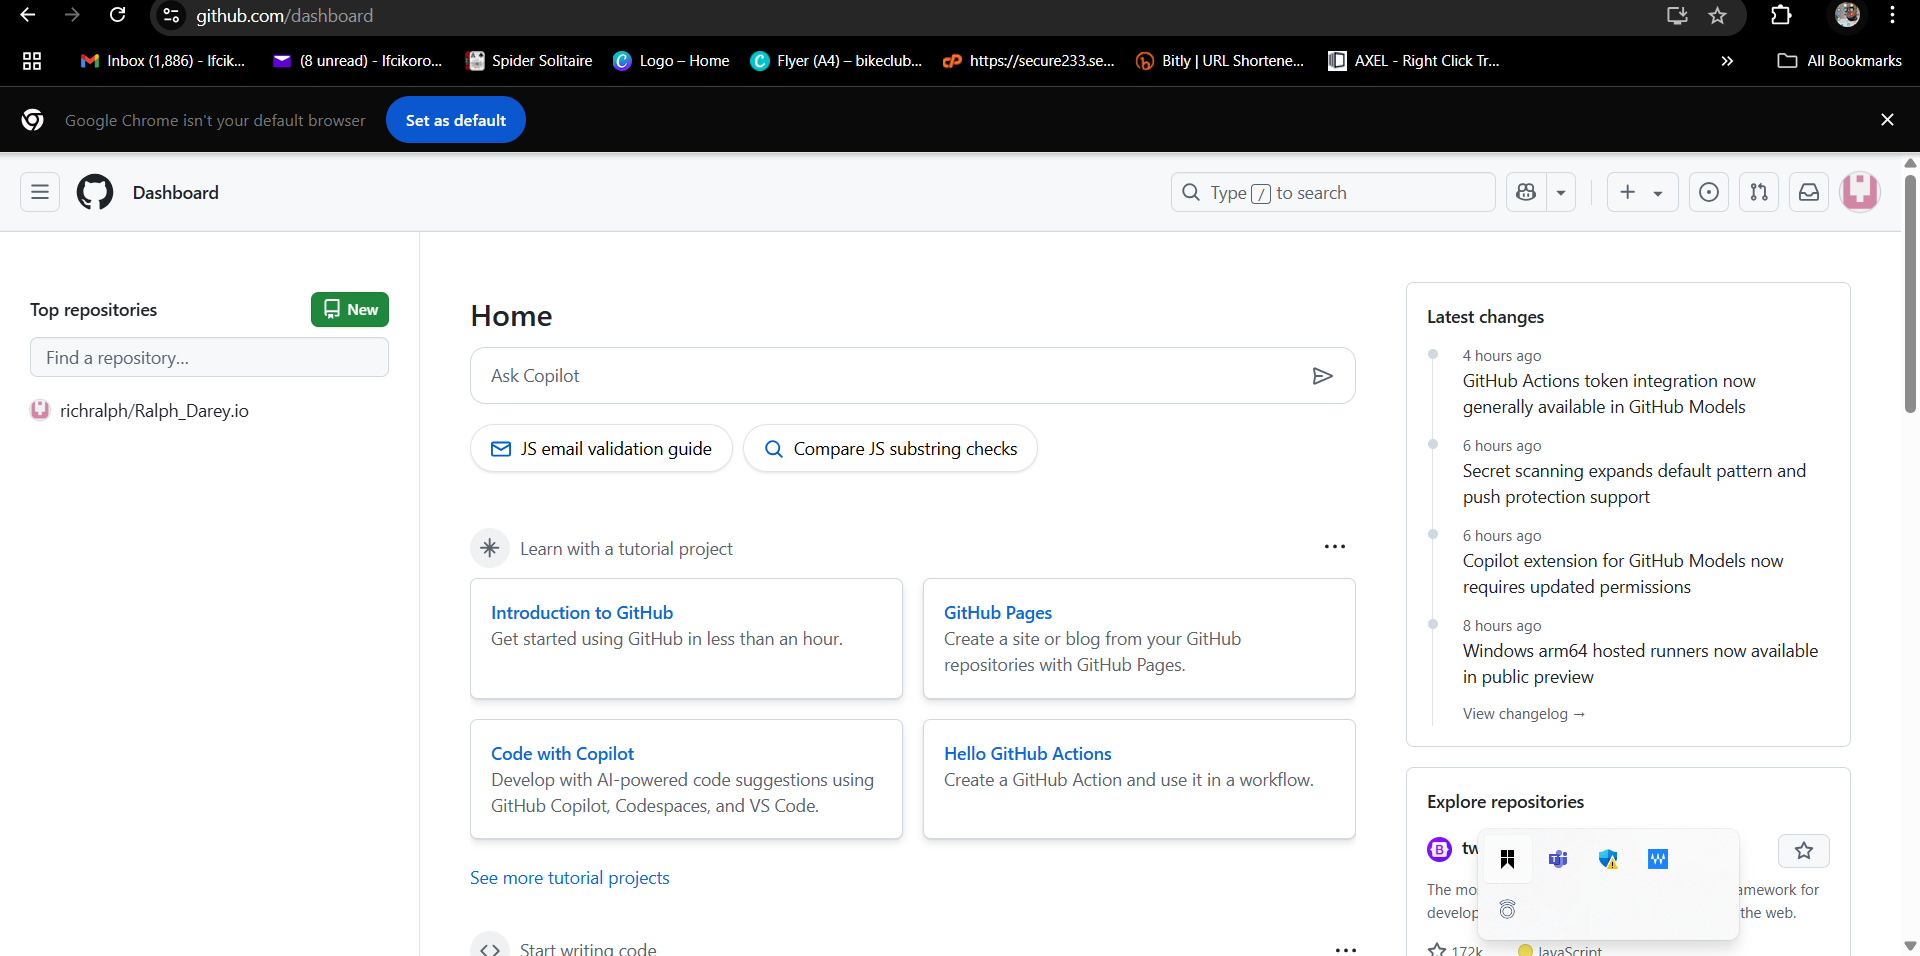 github.com/dashboard
Inbox (1,886) - lfcik...
(8 unread) - lfcikoro...
Spider Solitaire
Logo – Home
Flyer (A4) – bikeclub...
https://secure233.se...
Bitly | URL Shortene...
AXEL - Right Click Tr...
»
All Bookmarks
Google Chrome isn't your default browser
Set as default
Dashboard
Type / to search
Top repositories
New
Find a repository...
richralph/Ralph_Darey.io
Home
Ask Copilot
JS email validation guide
Compare JS substring checks
Learn with a tutorial project
Introduction to GitHub
Get started using GitHub in less than an hour.
GitHub Pages
Create a site or blog from your GitHub
repositories with GitHub Pages.
Code with Copilot
Develop with AI-powered code suggestions using
GitHub Copilot, Codespaces, and VS Code.
Hello GitHub Actions
Create a GitHub Action and use it in a workflow.
See more tutorial projects
Start writing code
Latest changes
4 hours ago
GitHub Actions token integration now
generally available in GitHub Models
6 hours ago
Secret scanning expands default pattern and
push protection support
6 hours ago
Copilot extension for GitHub Models now
requires updated permissions
8 hours ago
Windows arm64 hosted runners now available
in public preview
View changelog →
Explore repositories
tw
The mo amework for
develop the web.
172k JavaScript